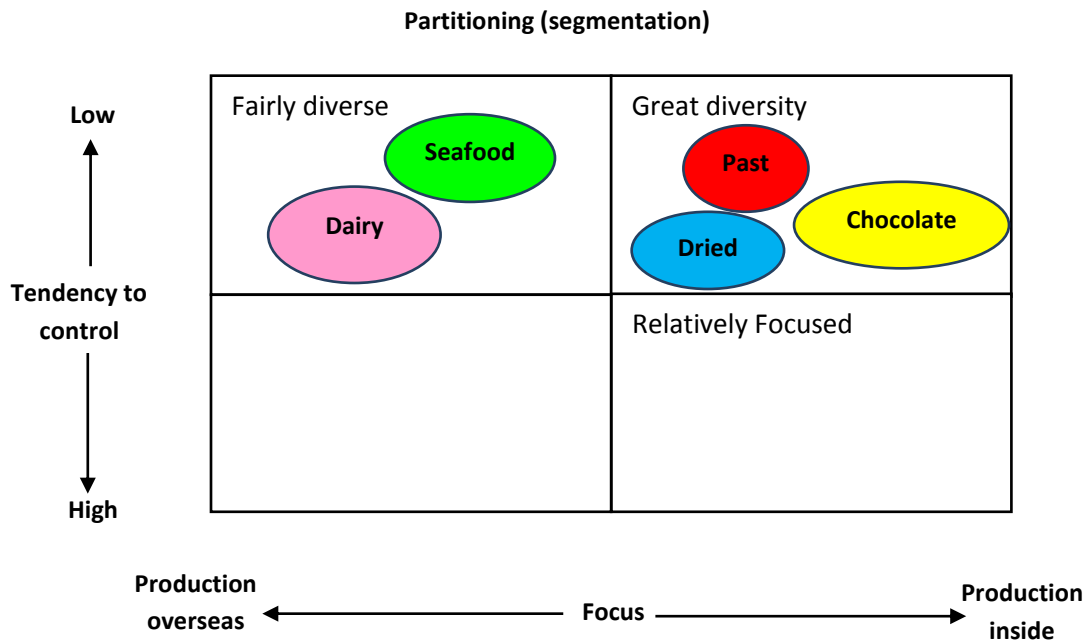 Partitioning (segmentation)
Low
Tendency to
control
High
Fairly diverse
Seafood
Dairy
Great diversity
Past
Chocolate
Dried
Relatively Focused
Production
overseas
Focus
Production
inside